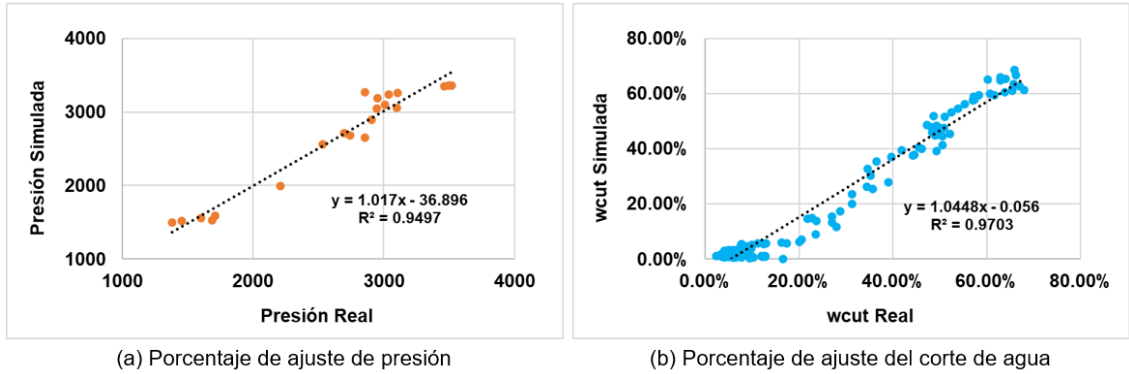 4000
3000
2000
1000
1000
2000
3000
4000
Presión Simulada
Presión Real
y = 1.017x - 36.896
R² = 0.9497
(a) Porcentaje de ajuste de presión
80.00%
60.00%
40.00%
20.00%
0.00%
0.00%
20.00%
40.00%
60.00%
80.00%
wcut Simulada
wcut Real
y = 1.0448x - 0.056
R² = 0.9703
(b) Porcentaje de ajuste del corte de agua